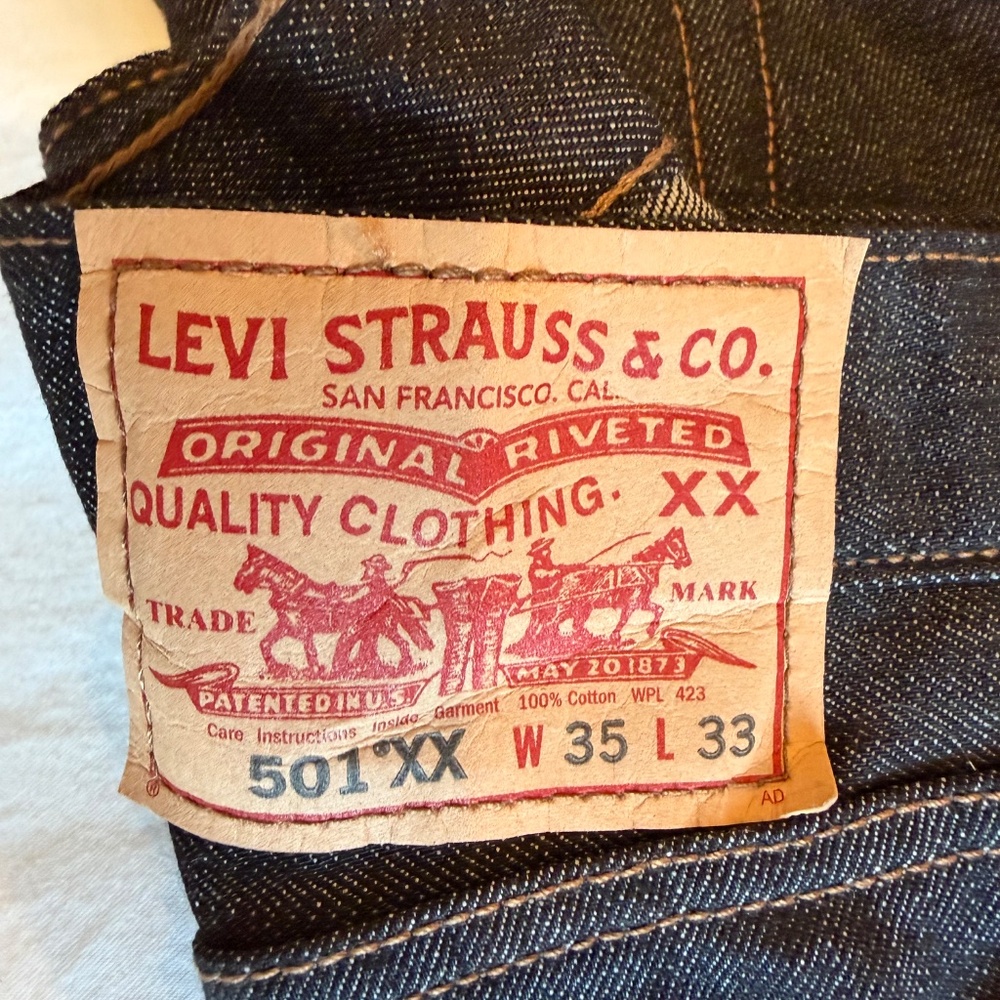 LEVI STRAUSS & CO.
SAN FRANCISCO. CAL.
ORIGINAL RIVETED
QUALITY CLOTHING. XX
TRADE MARK
PATENTED IN U.S. MAY 20 1873
Care Instructions Inside Garment 100% Cotton WPL 423
501®XX W 35 L 33
® AD